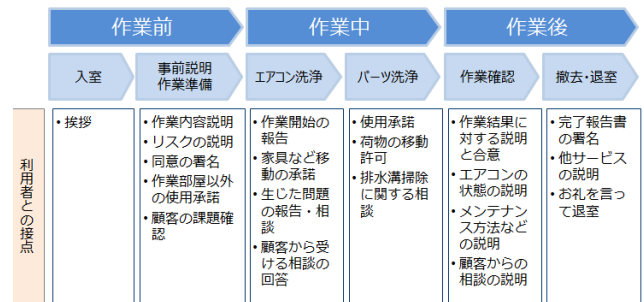 作業前
作業中
作業後
入室
事前説明
作業準備
エアコン洗浄
パーツ洗浄
作業確認
撤去・退室
利用者との接点
・挨拶
・作業内容説明
・リスクの説明
・同意の署名
・作業部屋以外
の使用承諾
・顧客の課題確
認
・作業開始の
報告
・家具など移
動の承諾
・生じた問題
の報告・相
談
・顧客から受
ける相談の
回答
・使用承諾
・荷物の移動
許可
・排水溝掃除
に関する相
談
・作業結果に
対する説明
と合意
・エアコンの
状態の説明
・メンテナン
ス方法など
の説明
・顧客からの
相談の説明
・完了報告書
の署名
・他サービス
の説明
・お礼を言っ
て退室